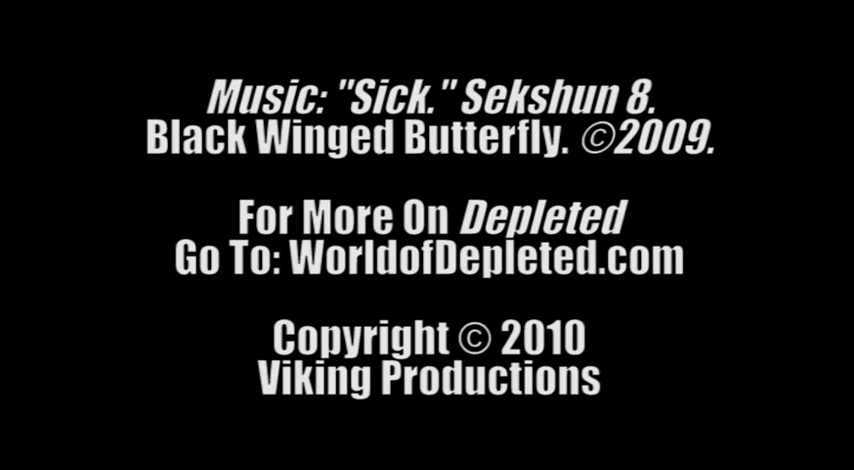 Music: "Sick." Sekshun 8.
Black Winged Butterfly. ©2009.
For More On Depleted
Go To: WorldofDepleted.com
Copyright © 2010
Viking Productions